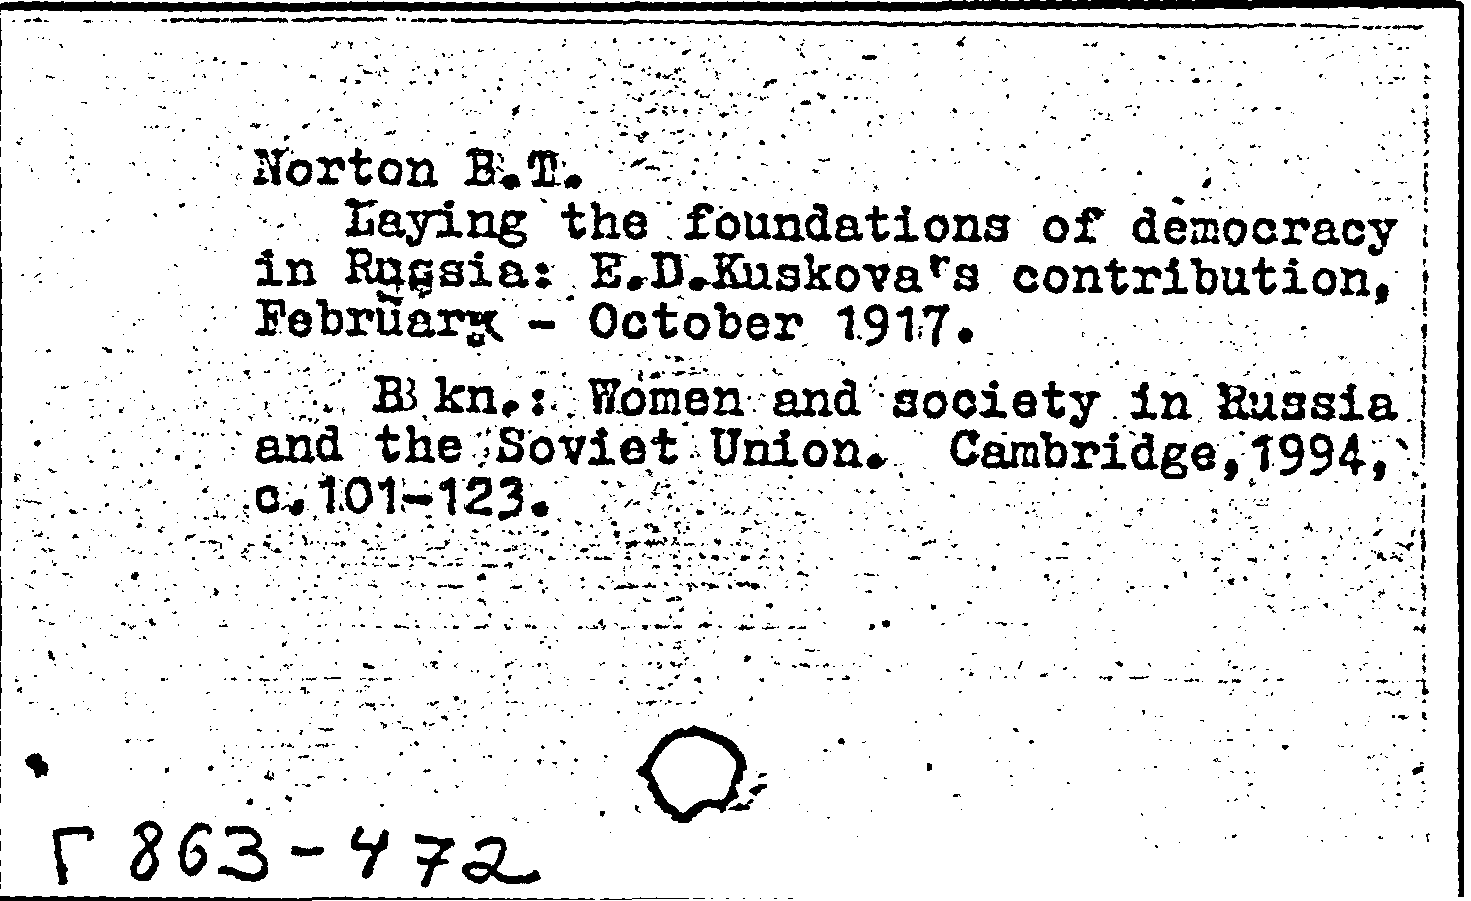 Norton B.T.
Laying the foundations of democracy
in Russia: E.D.Kuskova's contribution,
February - October 1917.
B kn.: Women and society in Russia
and the Soviet Union. Cambridge,1994,
c.101-123.
Г 863-472